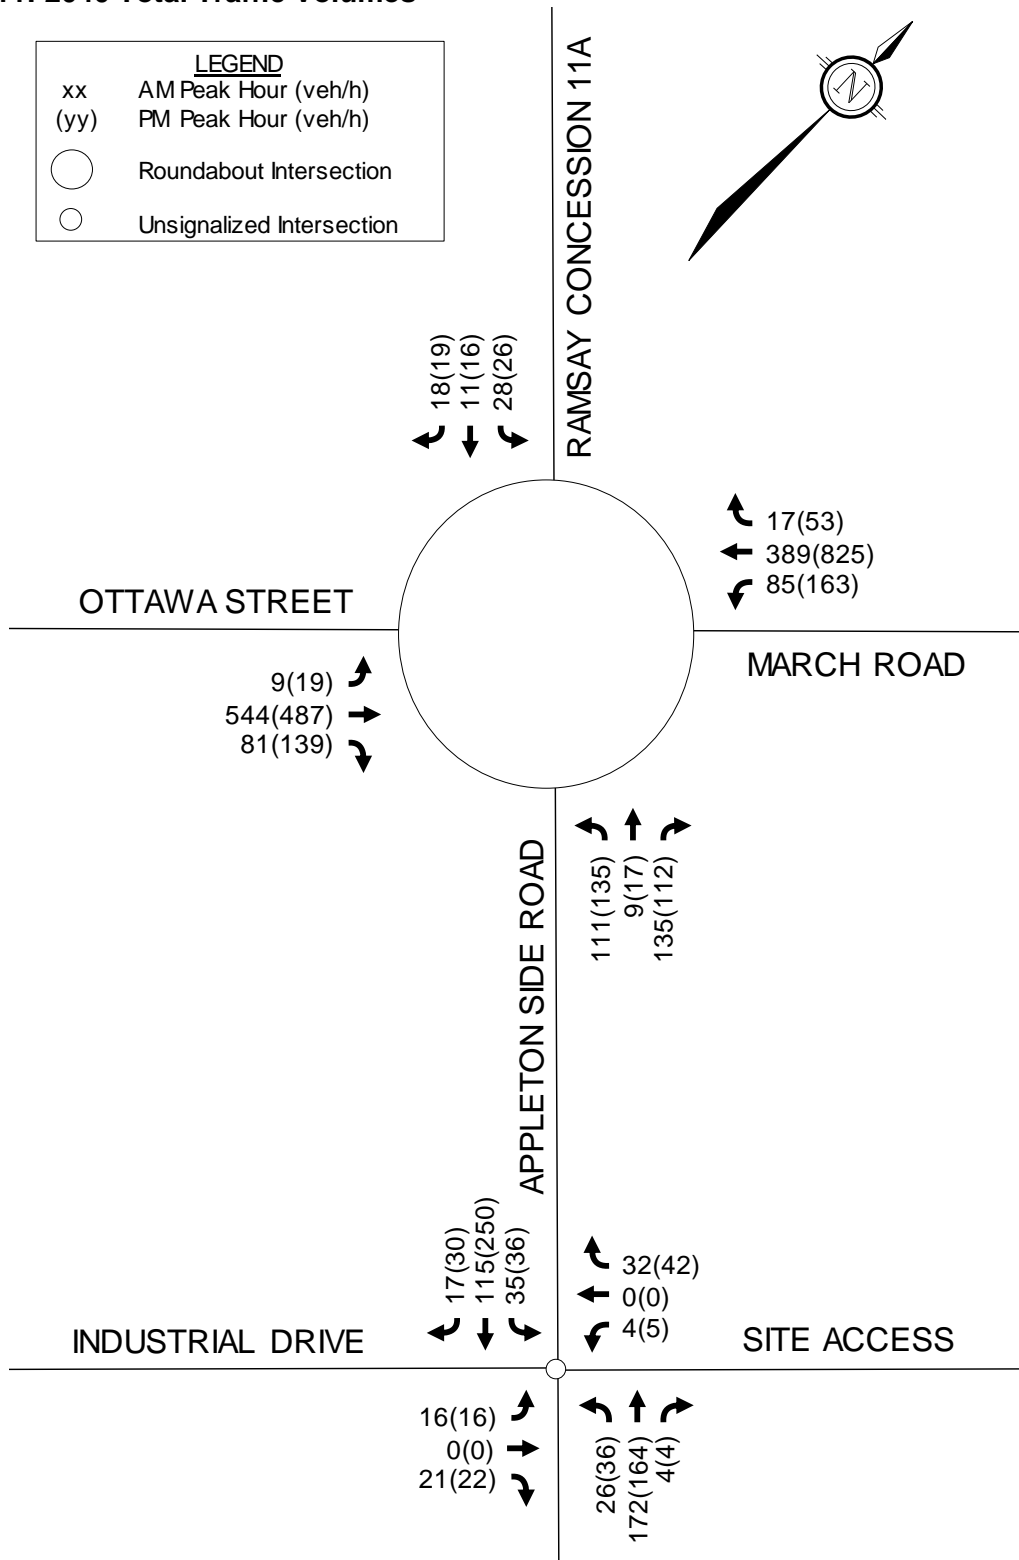 Total Traffic Volumes
LEGEND
xx AM Peak Hour (veh/h)
(yy) PM Peak Hour (veh/h)
Roundabout Intersection
Unsignalized Intersection
N
RAMSAY CONCESSION 11A
18(19)
11(16)
28(26)
17(53)
389(825)
85(163)
OTTAWA STREET
MARCH ROAD
9(19)
544(487)
81(139)
111(135)
9(17)
135(112)
APPLETON SIDE ROAD
17(30)
115(250)
35(36)
32(42)
0(0)
4(5)
INDUSTRIAL DRIVE
SITE ACCESS
16(16)
0(0)
21(22)
26(36)
172(164)
4(4)